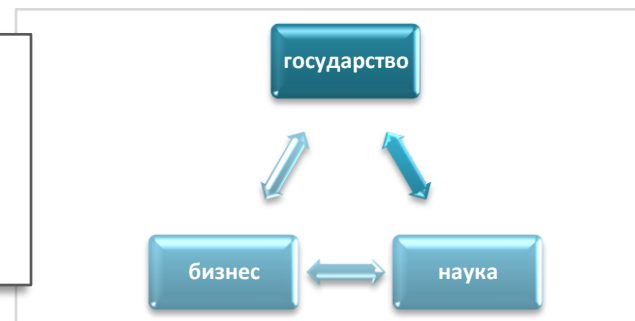 государство
бизнес
наука